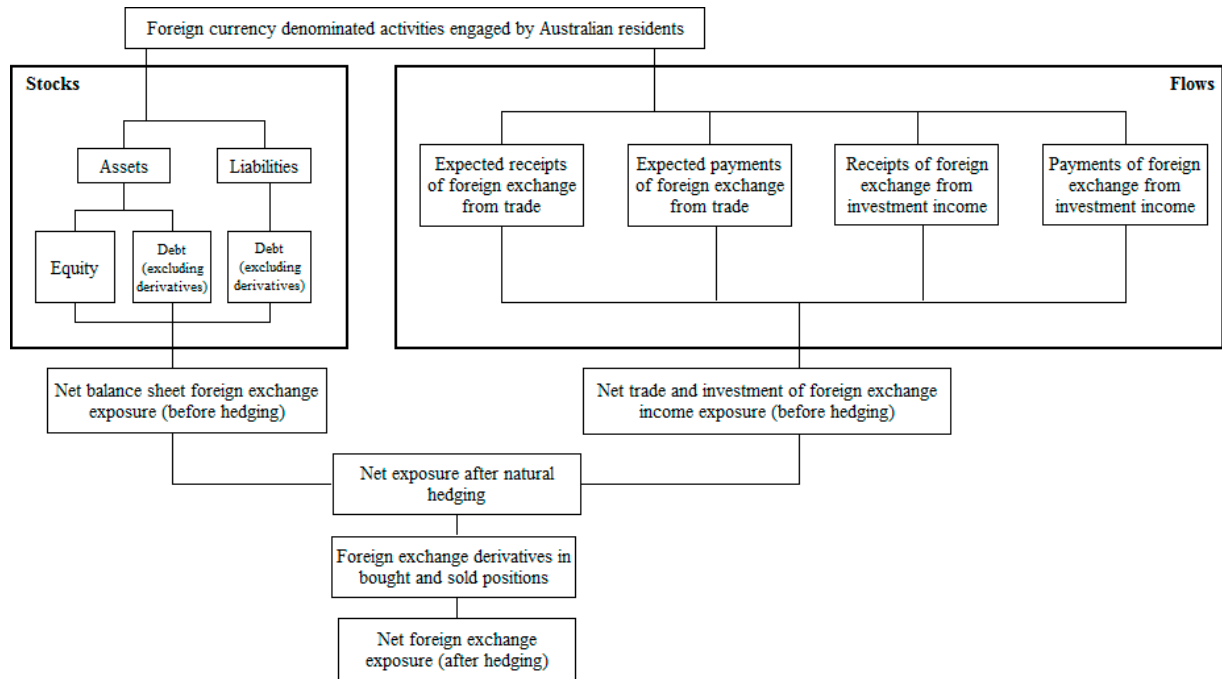 Foreign currency denominated activities engaged by Australian residents
Stocks
Flows
Assets
Liabilities
Equity
Debt
(excluding
derivatives)
Debt
(excluding
derivatives)
Expected receipts
of foreign exchange
from trade
Expected payments
of foreign exchange
from trade
Receipts of foreign
exchange from
investment income
Payments of foreign
exchange from
investment income
Net balance sheet foreign exchange
exposure (before hedging)
Net trade and investment of foreign exchange
income exposure (before hedging)
Net exposure after natural
hedging
Foreign exchange derivatives in
bought and sold positions
Net foreign exchange
exposure (after hedging)